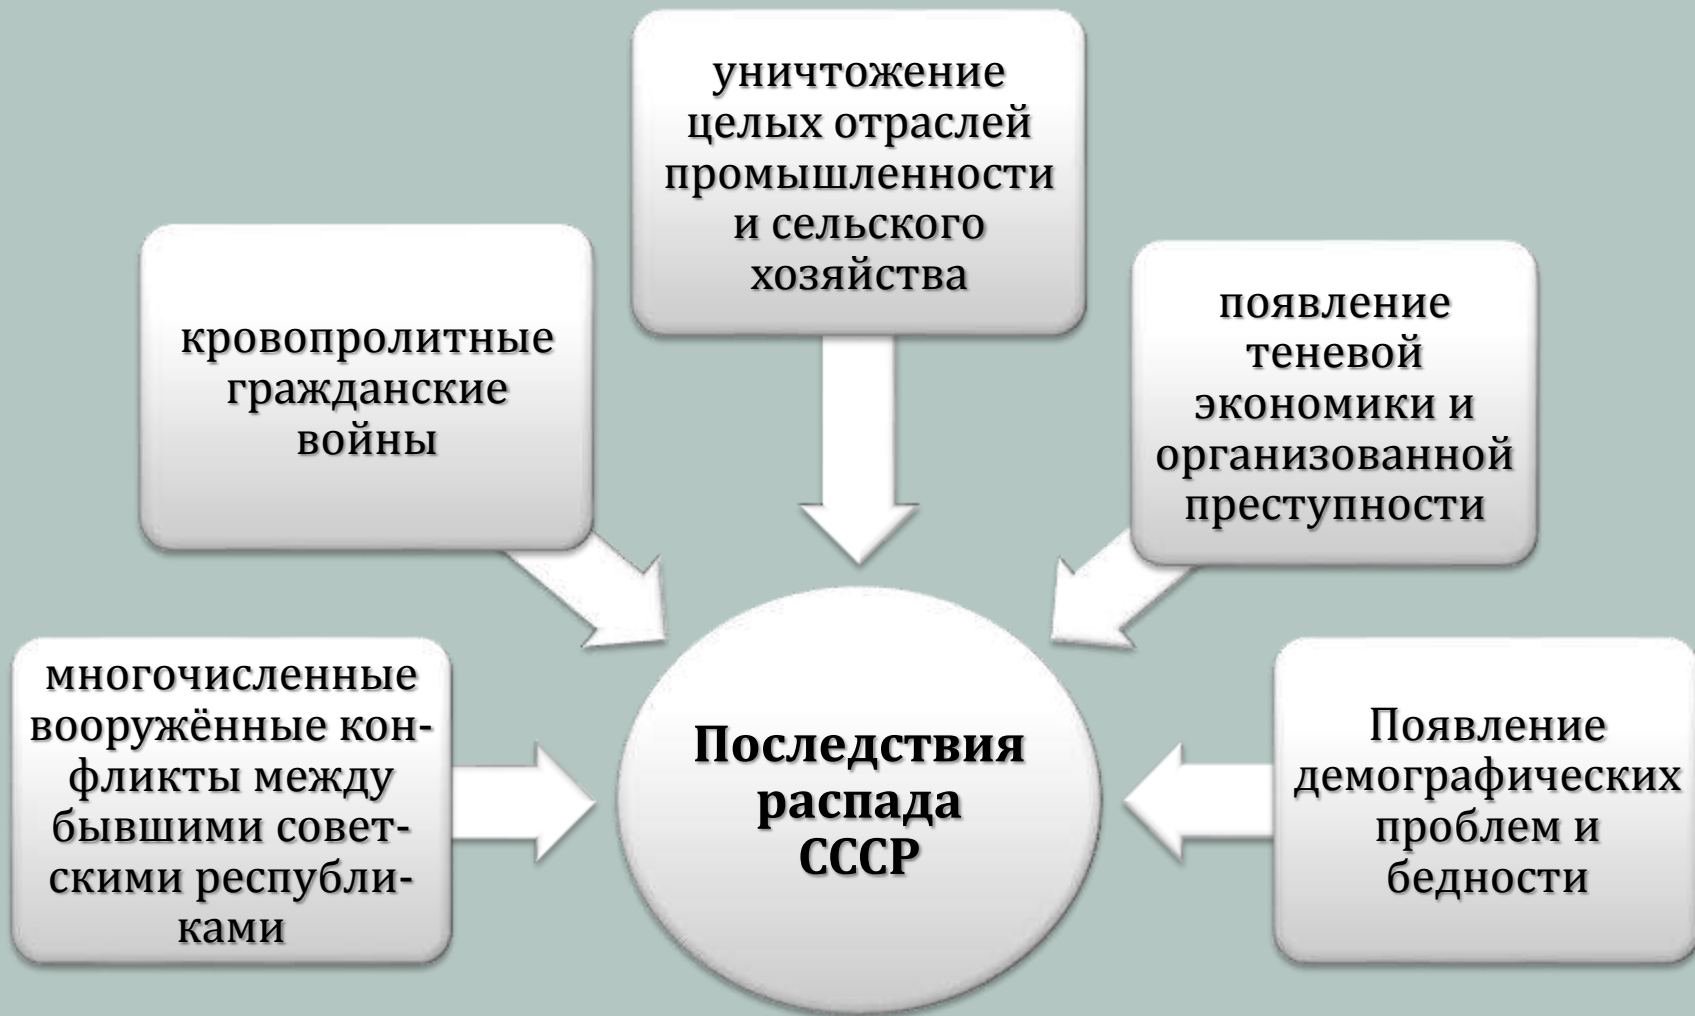 уничтожение
целых отраслей
промышленности
и сельского
хозяйства
кровопролитные
гражданские
войны
появление
теневой
экономики и
организованной
преступности
многочисленные
вооружённые кон-
фликты между
бывшими совет-
скими республи-
ками
Последствия
распада
СССР
Появление
демографических
проблем и
бедности